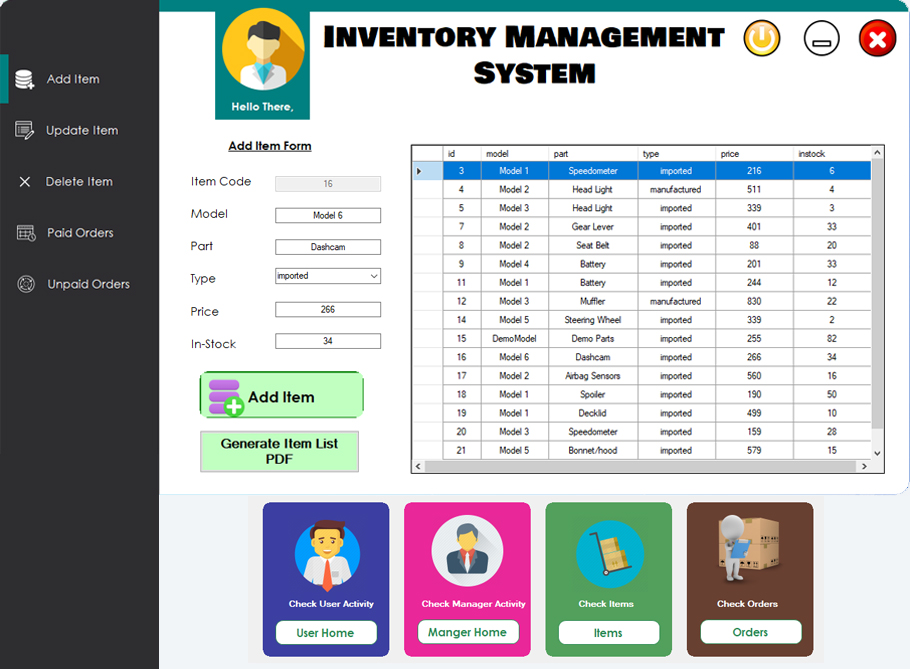 Add Item
Update Item
Delete Item
Paid Orders
Unpaid Orders
Hello There,
INVENTORY MANAGEMENT
SYSTEM
Add Item Form
Item Code 16
Model Model 6
Part Dashcam
Type imported
Price 266
In-Stock 34
Add Item
Generate Item List
PDF
id model part type price instock
3 Model 1 Speedometer imported 216 6
4 Model 2 Head Light manufactured 511 4
5 Model 3 Head Light imported 339 3
7 Model 2 Gear Lever imported 401 33
8 Model 2 Seat Belt imported 88 20
9 Model 4 Battery imported 201 33
11 Model 1 Battery imported 244 12
12 Model 3 Muffler manufactured 830 22
14 Model 5 Steering Wheel imported 339 2
15 DemoModel Demo Parts imported 255 82
16 Model 6 Dashcam imported 266 34
17 Model 2 Airbag Sensors imported 560 16
18 Model 1 Spoiler imported 190 50
19 Model 1 Decklid imported 499 10
20 Model 3 Speedometer imported 159 28
21 Model 5 Bonnet/hood imported 579 15
Check User Activity
User Home
Check Manager Activity
Manger Home
Check Items
Items
Check Orders
Orders